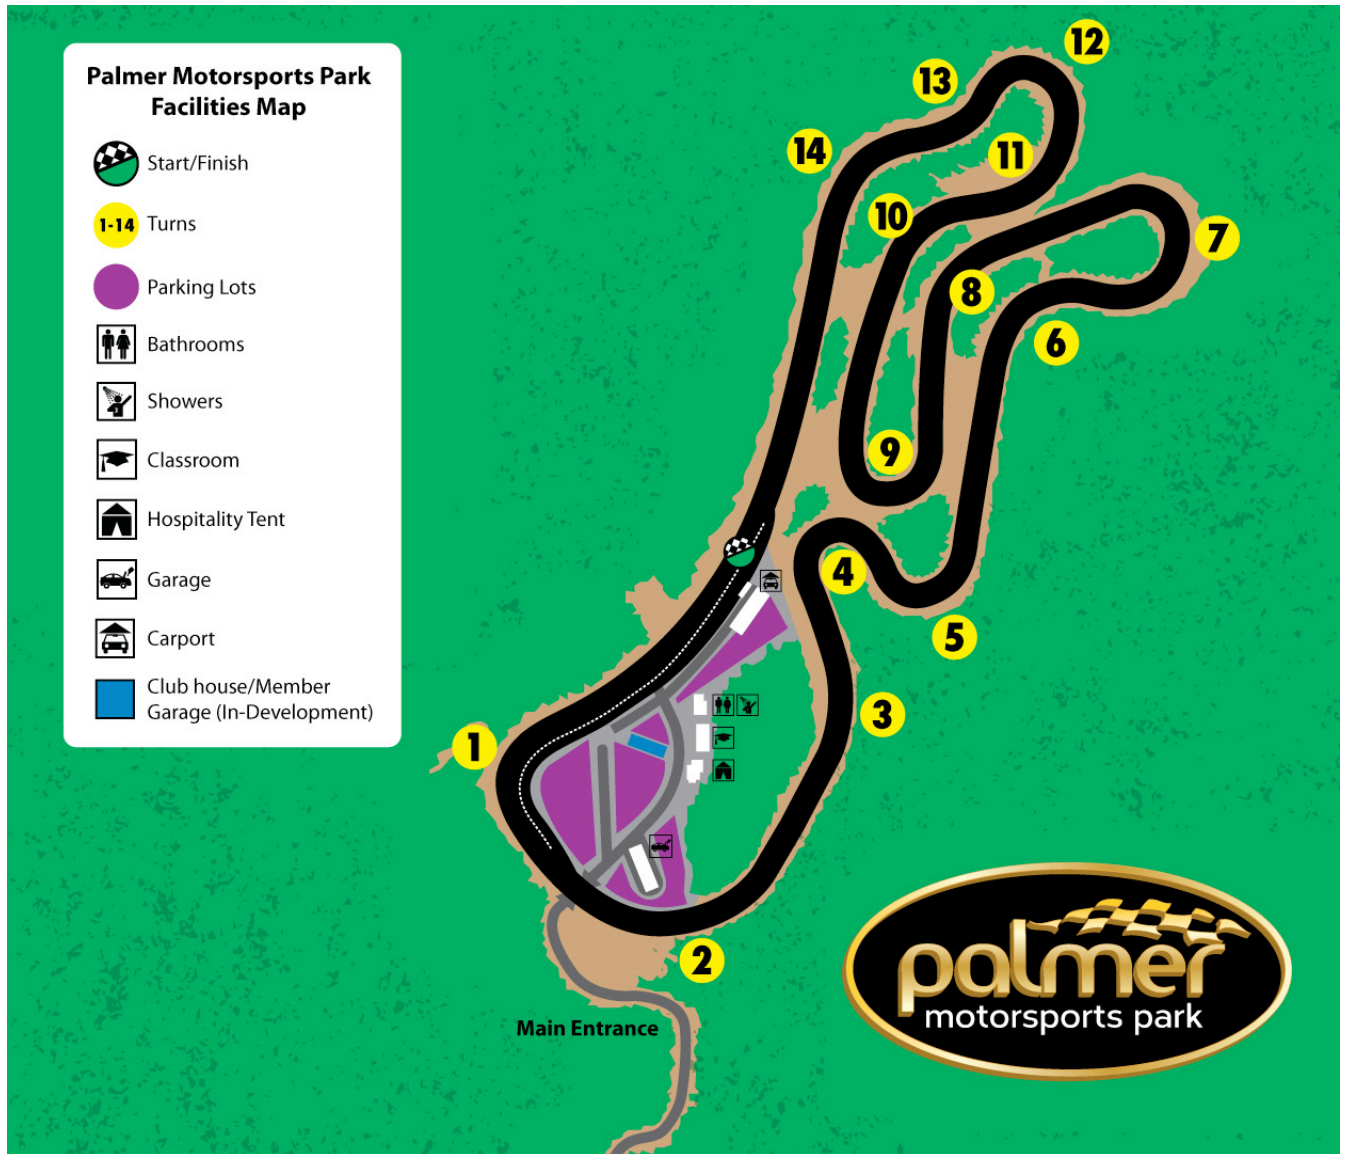 Palmer Motorsports Park
Facilities Map
Start/Finish
1-14 Turns
Parking Lots
Bathrooms
Showers
Classroom
Hospitality Tent
Garage
Carport
Club house/Member
Garage (In-Development)
12
13
14
11
10
7
8
6
9
4
5
3
1
2
Main Entrance
palmer
motorsports park